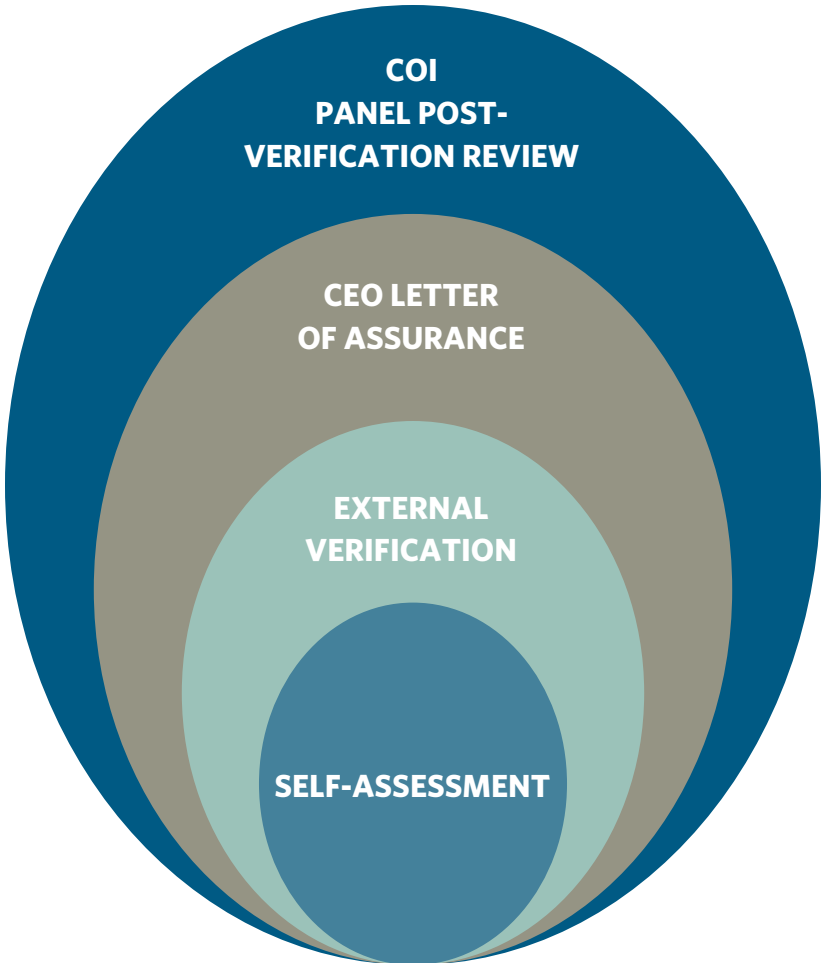 COI
PANEL POST-
VERIFICATION REVIEW
CEO LETTER
OF ASSURANCE
EXTERNAL
VERIFICATION
SELF-ASSESSMENT